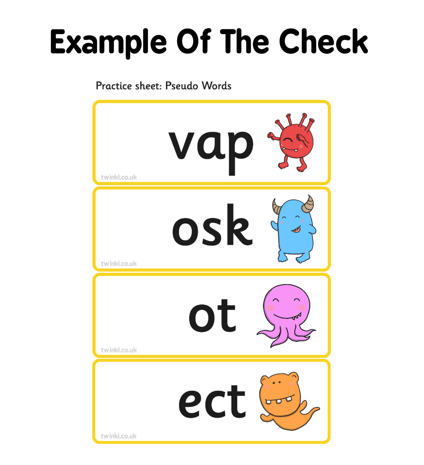 Example Of The Check
Practice sheet: Pseudo Words
vap
twinkl.co.uk
osk
twinkl.co.uk
ot
twinkl.co.uk
ect
twinkl.co.uk